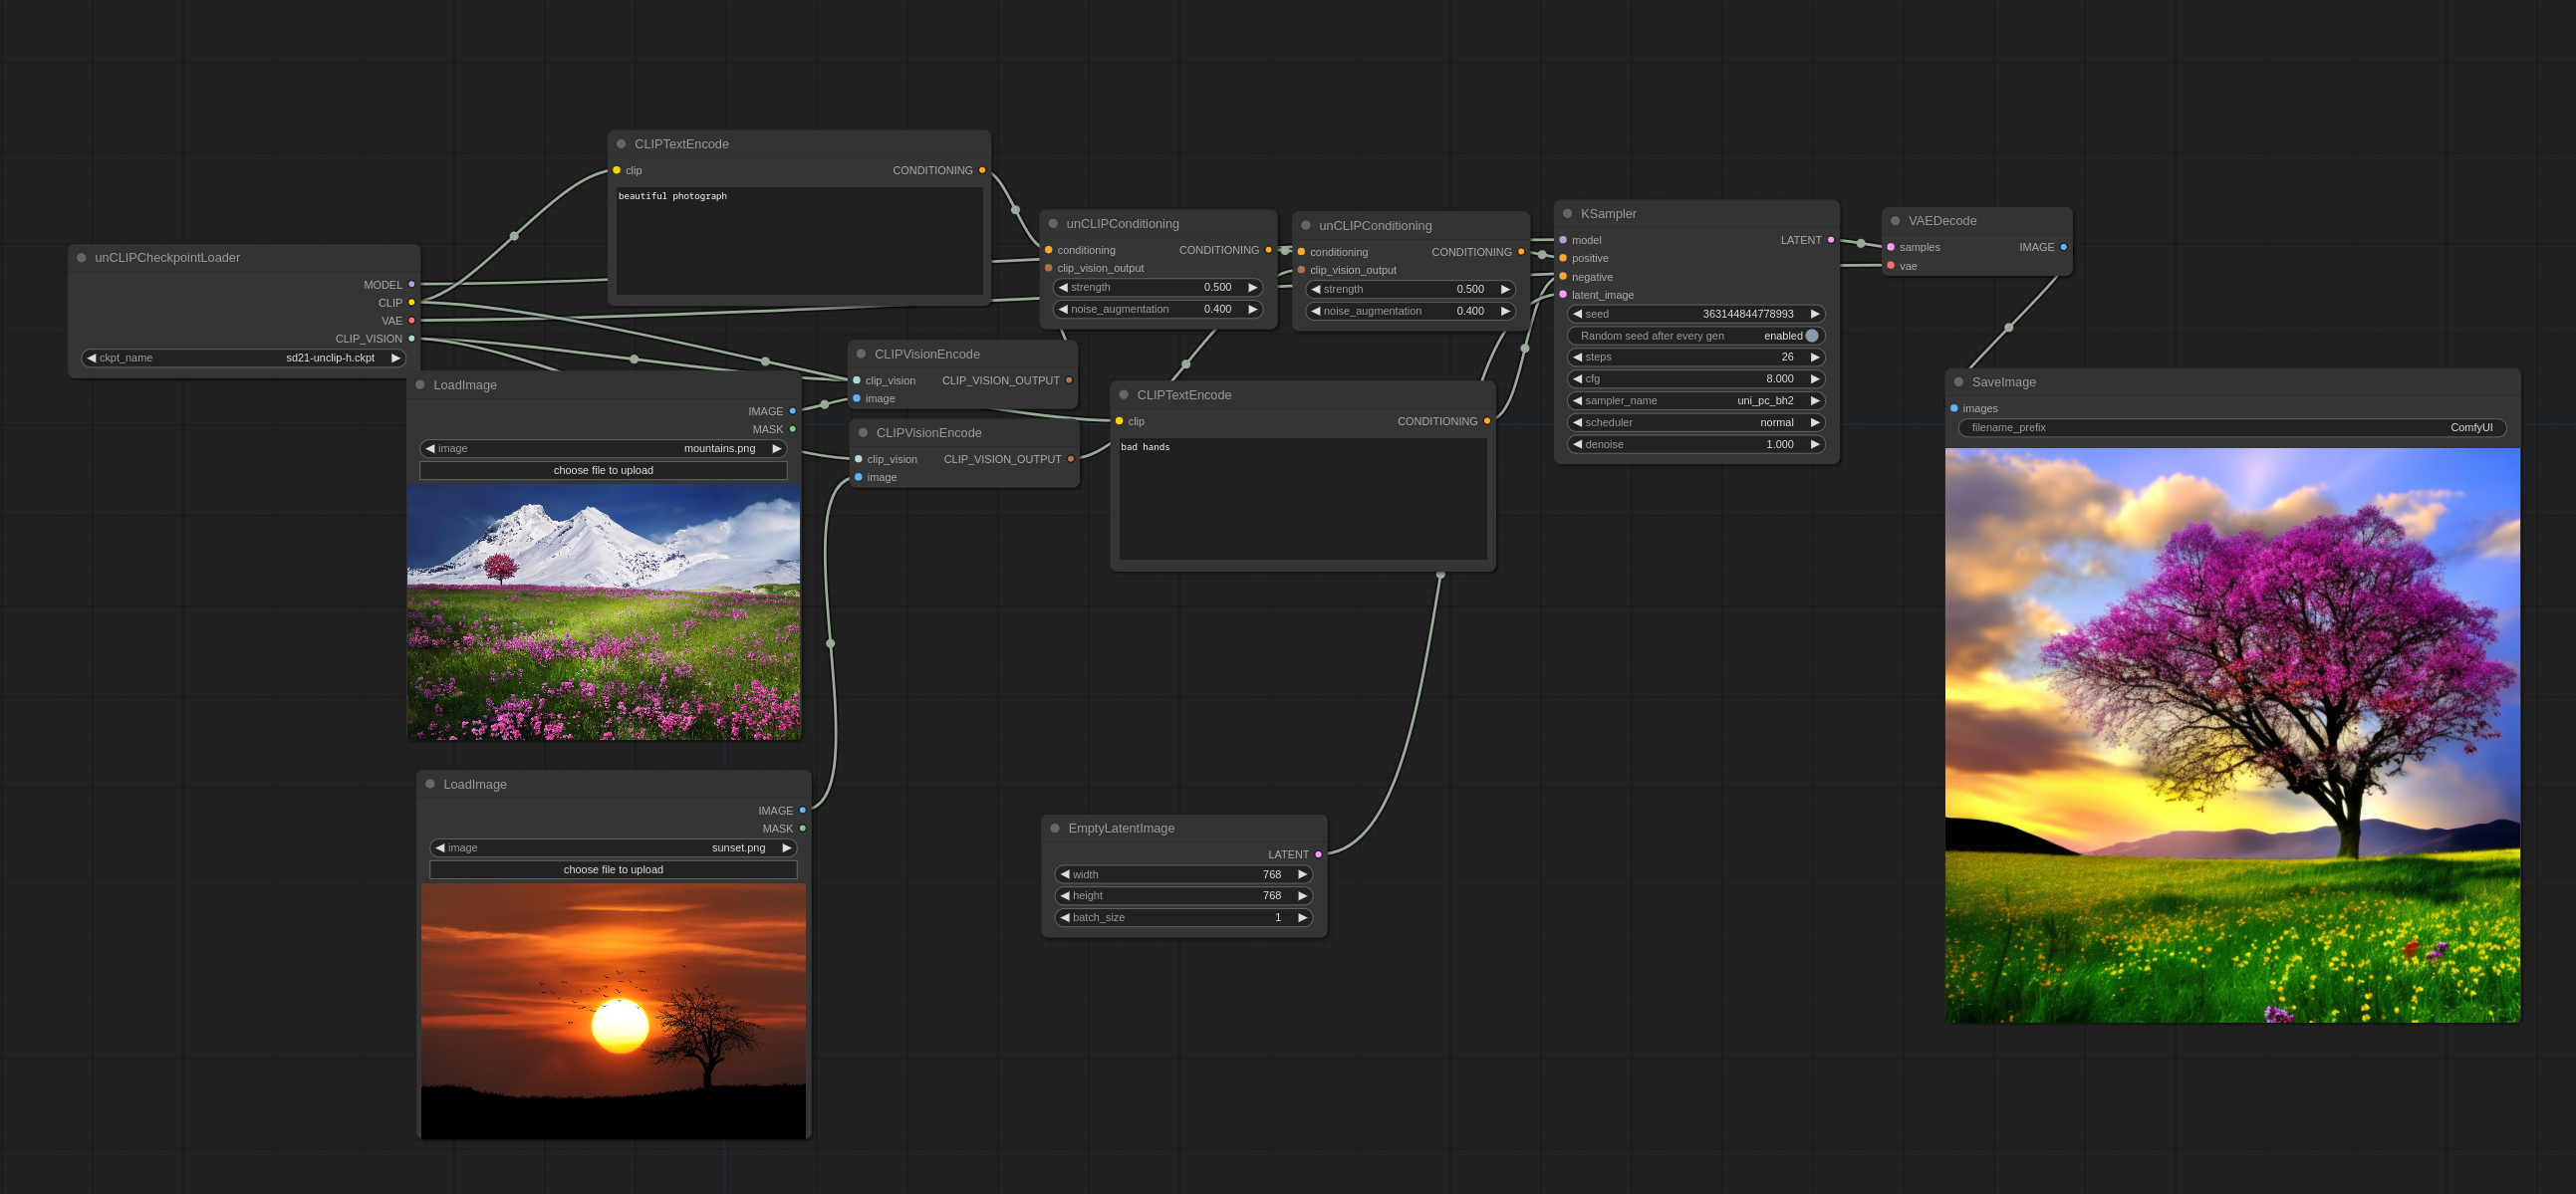 unCLIPCheckpointLoader
MODEL
CLIP
VAE
CLIP_VISION
ckpt_name sd21-unclip-h.ckpt
CLIPTextEncode
clip CONDITIONING
beautiful photograph
LoadImage
IMAGE
MASK
image mountains.png
choose file to upload
LoadImage
IMAGE
MASK
image sunset.png
choose file to upload
CLIPVisionEncode
clip_vision CLIP_VISION_OUTPUT
image
CLIPVisionEncode
clip_vision CLIP_VISION_OUTPUT
image
unCLIPConditioning
conditioning CONDITIONING
clip_vision_output
strength 0.500
noise_augmentation 0.400
unCLIPConditioning
conditioning CONDITIONING
clip_vision_output
strength 0.500
noise_augmentation 0.400
CLIPTextEncode
clip CONDITIONING
bad hands
EmptyLatentImage
LATENT
width 768
height 768
batch_size 1
KSampler
model LATENT
positive
negative
latent_image
seed 363144844778993
Random seed after every gen enabled
steps 26
cfg 8.000
sampler_name uni_pc_bh2
scheduler normal
denoise 1.000
VAEDecode
samples IMAGE
vae
SaveImage
images
filename_prefix ComfyUI